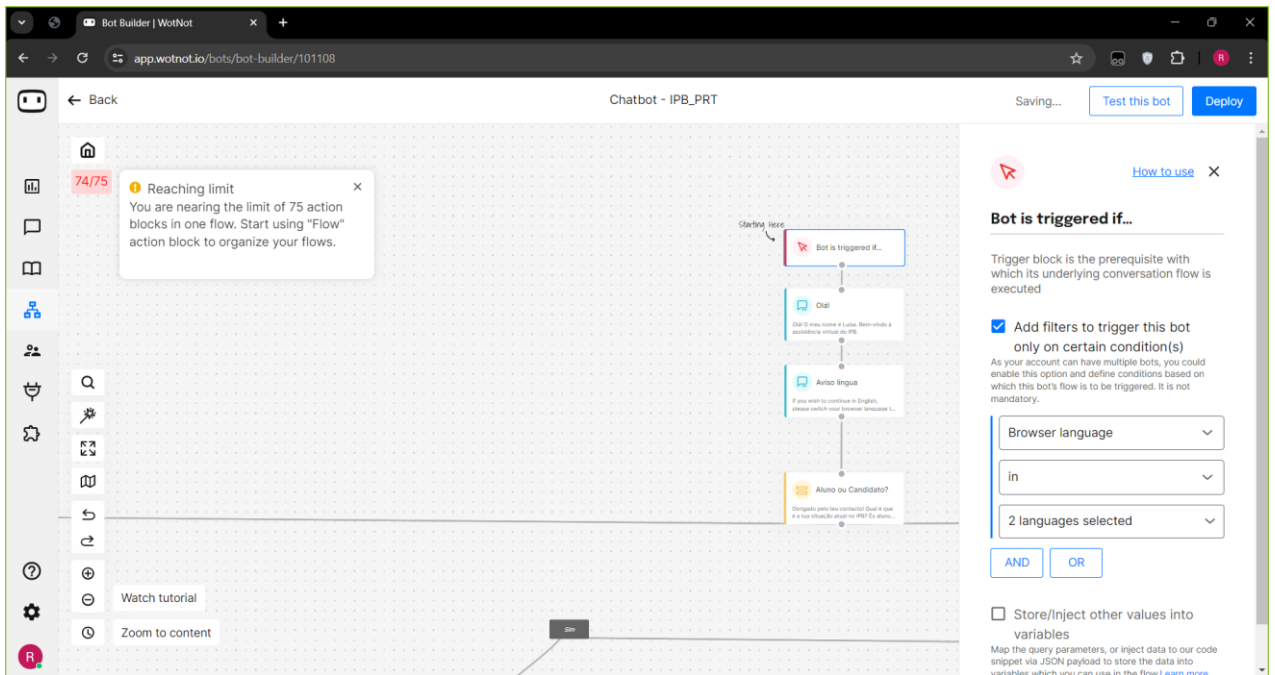 Bot Builder | WotNot
app.wotnot.io/bots/bot-builder/101108
R
Back
Chatbot - IPB_PRT
Saving...
Test this bot
Deploy
74/75
Reaching limit
You are nearing the limit of 75 action
blocks in one flow. Start using "Flow"
action block to organize your flows.
Starting Here
Bot is triggered if...
Olá!
Olá! O meu nome é Luísa. Bem-vindo à
assistência virtual do IPB.
Aviso língua
If you wish to continue in English,
please switch your browser language t...
Aluno ou Candidato?
Obrigado pelo teu contacto! Qual é que
é a tua situação atual no IPB? És aluno...
Sim
Watch tutorial
Zoom to content
R
How to use
Bot is triggered if...
Trigger block is the prerequisite with
which its underlying conversation flow is
executed
Add filters to trigger this bot
only on certain condition(s)
As your account can have multiple bots, you could
enable this option and define conditions based on
which this bot's flow is to be triggered. It is not
mandatory.
Browser language
in
2 languages selected
AND
OR
Store/Inject other values into
variables
Map the query parameters, or inject data to our code
snippet via JSON payload to store the data into
variables which you can use in the flow Learn more